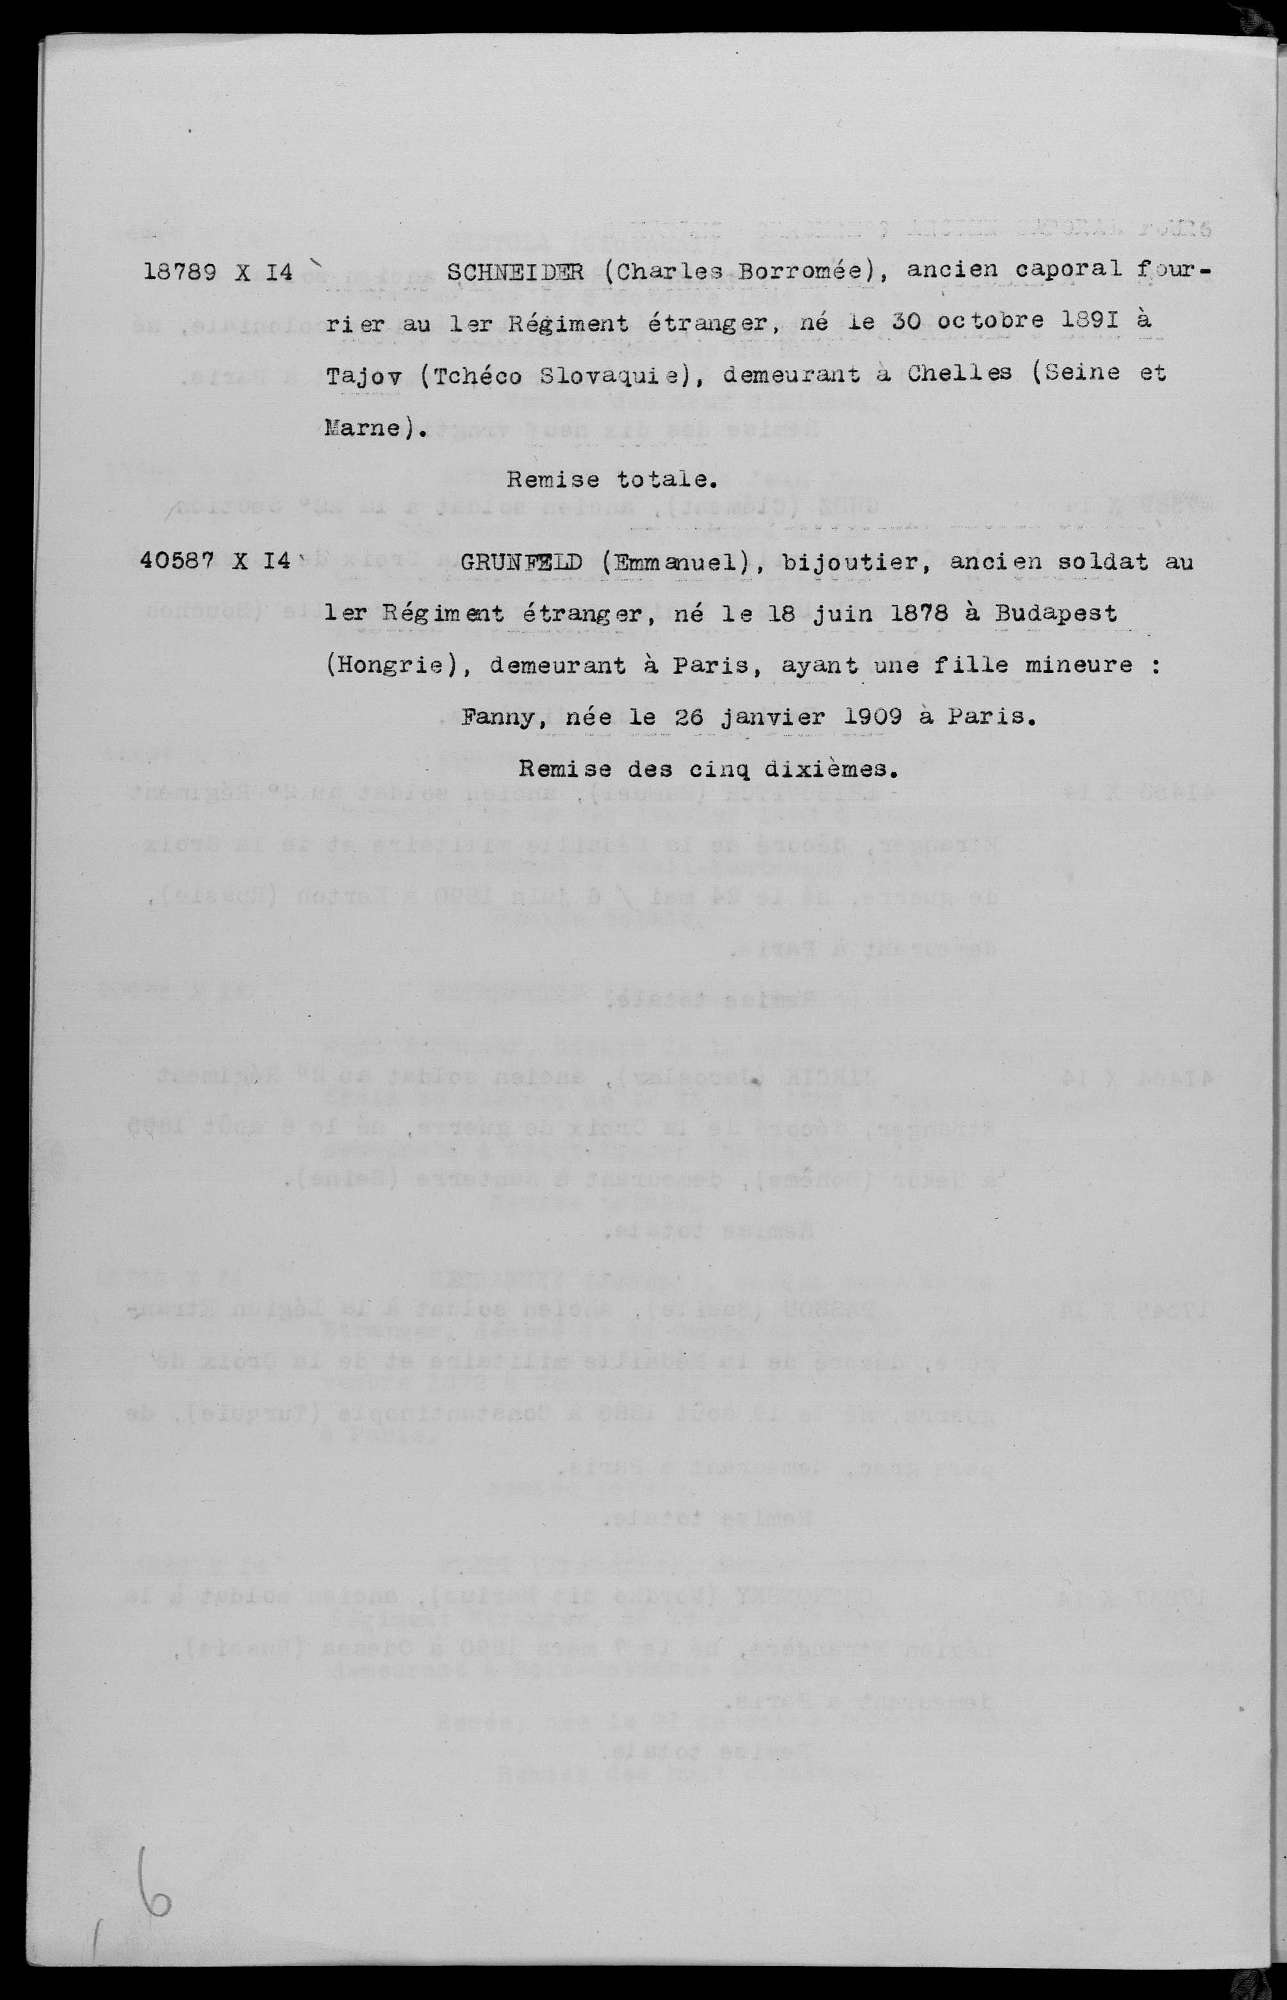 18789 X I4 SCHNEIDER (Charles Borromée), ancien caporal four-
rier au 1er Régiment étranger, né le 30 octobre 189I à
Tajov (Tchéco Slovaquie), demeurant à Chelles (Seine et
Marne).
Remise totale.
40587 X I4 GRUNFELD (Emmanuel), bijoutier, ancien soldat au
1er Régiment étranger, né le 18 juin 1878 à Budapest
(Hongrie), demeurant à Paris, ayant une fille mineure :
Fanny, née le 26 janvier 1909 à Paris.
Remise des cinq dixièmes.
6